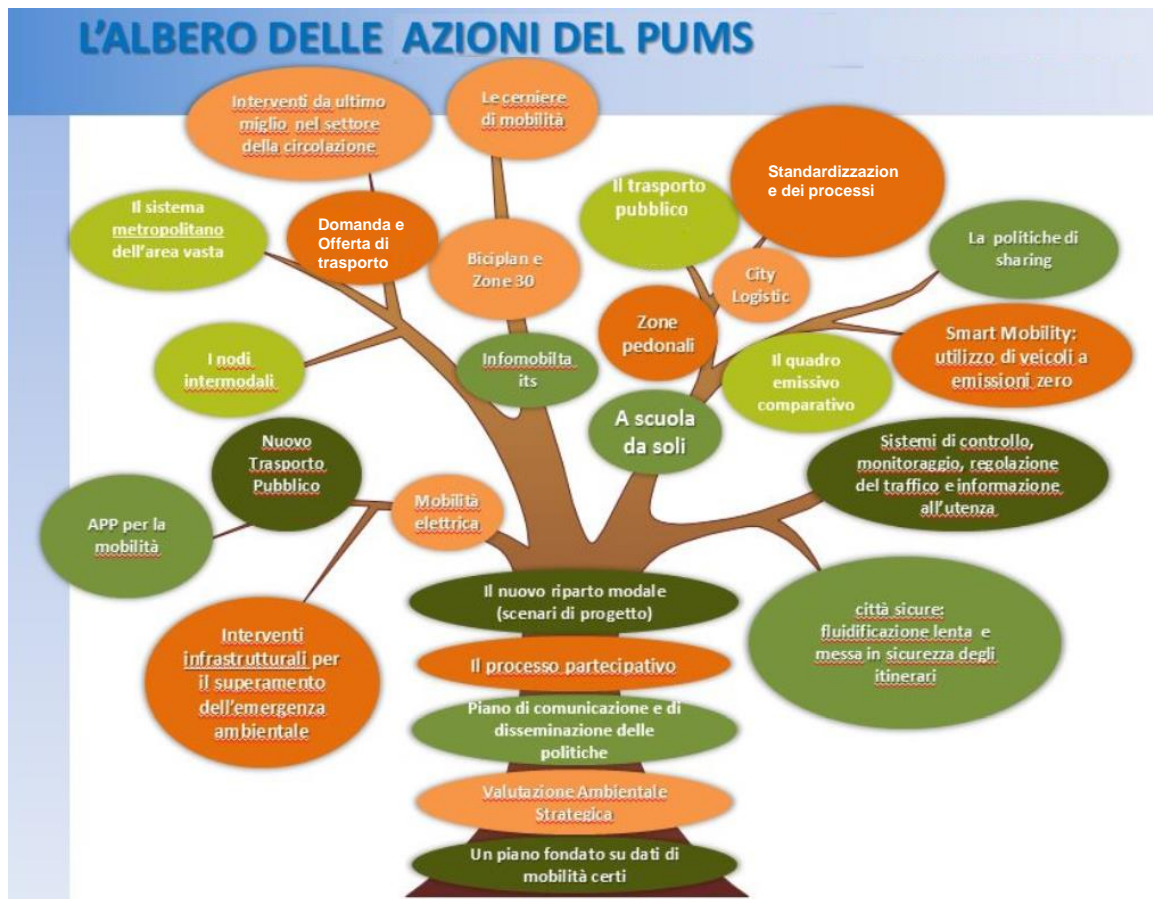 L'ALBERO DELLE AZIONI DEL PUMS
Interventi da ultimo
miglio nel settore
della circolazione
Le cerniere
di mobilità
Standardizzazion
e dei processi
Il trasporto
pubblico
Il sistema
metropolitano
dell'area vasta
Domanda e
Offerta di
trasporto
Biciplan e
Zone 30
City
Logistic
La politiche di
sharing
Zone
pedonali
Smart Mobility:
utilizzo di veicoli a
emissioni zero
I nodi
intermodali
Infomobilta
its
Il quadro
emissivo
comparativo
A scuola
da soli
Nuovo
Trasporto
Pubblico
Sistemi di controllo,
monitoraggio, regolazione
del traffico e informazione
all'utenza
APP per la
mobilità
Mobilità
elettrica
Il nuovo riparto modale
(scenari di progetto)
città sicure:
fluidificazione lenta e
messa in sicurezza degli
itinerari
Interventi
infrastrutturali per
il superamento
dell'emergenza
ambientale
Il processo partecipativo
Piano di comunicazione e di
disseminazione delle
politiche
Valutazione Ambientale
Strategica
Un piano fondato su dati di
mobilità certi